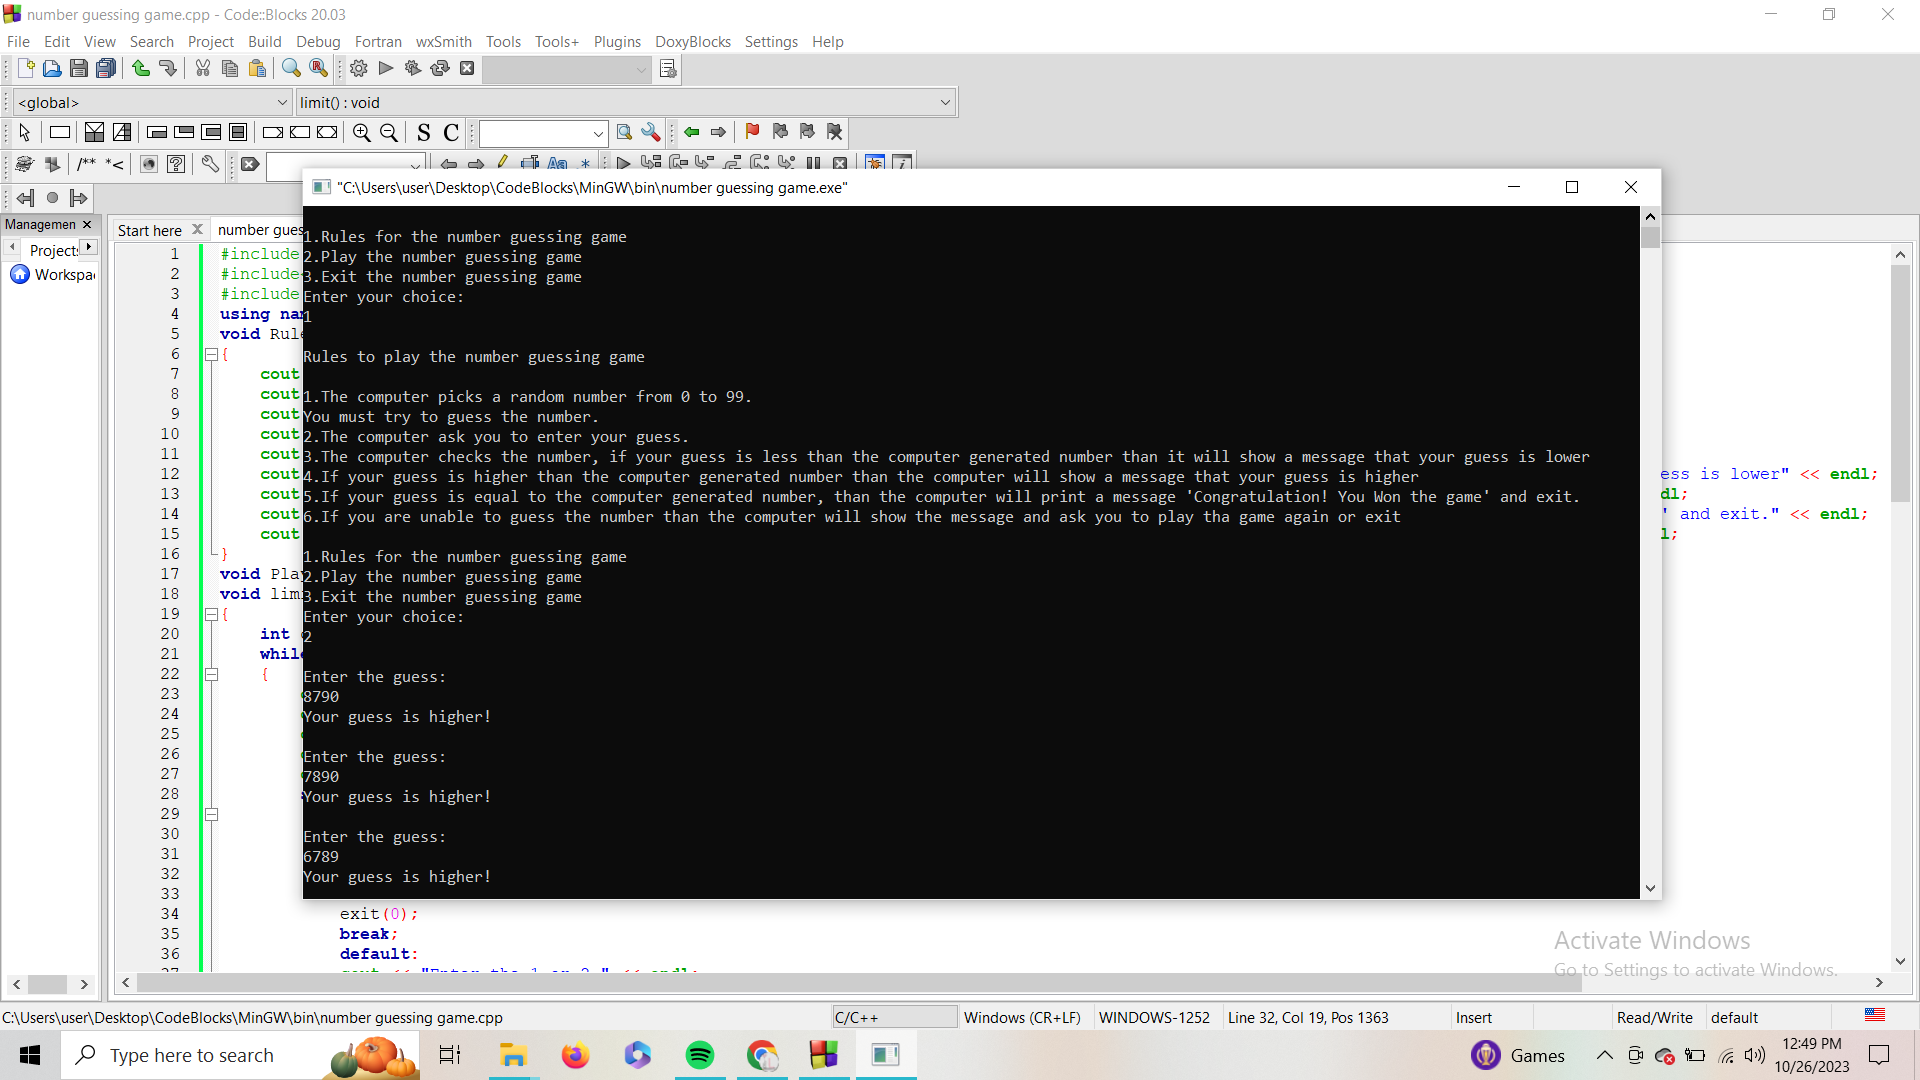 number guessing game.cpp - Code::Blocks 20.03
File Edit View Search Project Build Debug Fortran wxSmith Tools Tools+ Plugins DoxyBlocks Settings Help
<global> limit() : void
S C
/** *<
"C:\Users\user\Desktop\CodeBlocks\MinGW\bin\number guessing game.exe"
Managemen
Projects
Workspa
Start here number gues
1 #include
2 #include
3 #include
4 using na
5 void Rul
6 {
7 cout
8 cout
9 cout
10 cout
11 cout
12 cout
13 cout
14 cout
15 cout
16 }
17 void Pla
18 void lim
19 {
20 int
21 whil
22 {
23
24
25
26
27
28
29
30
31
32
33
34 exit(0);
35 break;
36 default:
1.Rules for the number guessing game
2.Play the number guessing game
3.Exit the number guessing game
Enter your choice:
1
Rules to play the number guessing game
1.The computer picks a random number from 0 to 99.
You must try to guess the number.
2.The computer ask you to enter your guess.
3.The computer checks the number, if your guess is less than the computer generated number than it will show a message that your guess is lower
4.If your guess is higher than the computer generated number than the computer will show a message that your guess is higher
5.If your guess is equal to the computer generated number, than the computer will print a message 'Congratulation! You Won the game' and exit.
6.If you are unable to guess the number than the computer will show the message and ask you to play tha game again or exit
1.Rules for the number guessing game
2.Play the number guessing game
3.Exit the number guessing game
Enter your choice:
2
Enter the guess:
8790
Your guess is higher!
Enter the guess:
7890
Your guess is higher!
Enter the guess:
6789
Your guess is higher!
ess is lower" << endl;
dl;
' and exit." << endl;
l;
Activate Windows
Go to Settings to activate Windows.
C:\Users\user\Desktop\CodeBlocks\MinGW\bin\number guessing game.cpp C/C++ Windows (CR+LF) WINDOWS-1252 Line 32, Col 19, Pos 1363 Insert Read/Write default
Type here to search Games 12:49 PM
10/26/2023